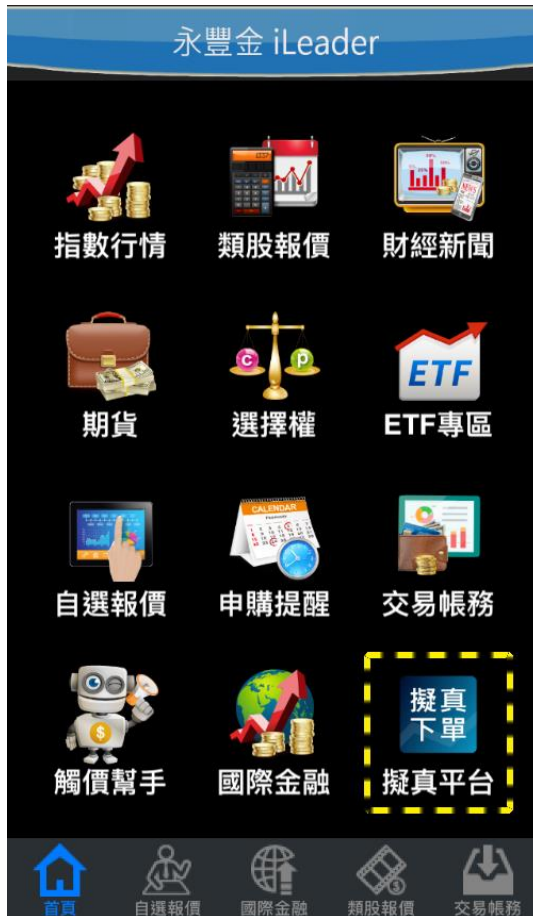 永豐金 iLeader
指數行情
類股報價
NEWS
財經新聞
期貨
C
p
選擇權
ETF
ETF專區
自選報價
CALENDAR
申購提醒
交易帳務
$
觸價幫手
國際金融
擬真
下單
擬真平台
首頁
自選報價
國際金融
類股報價
交易帳務